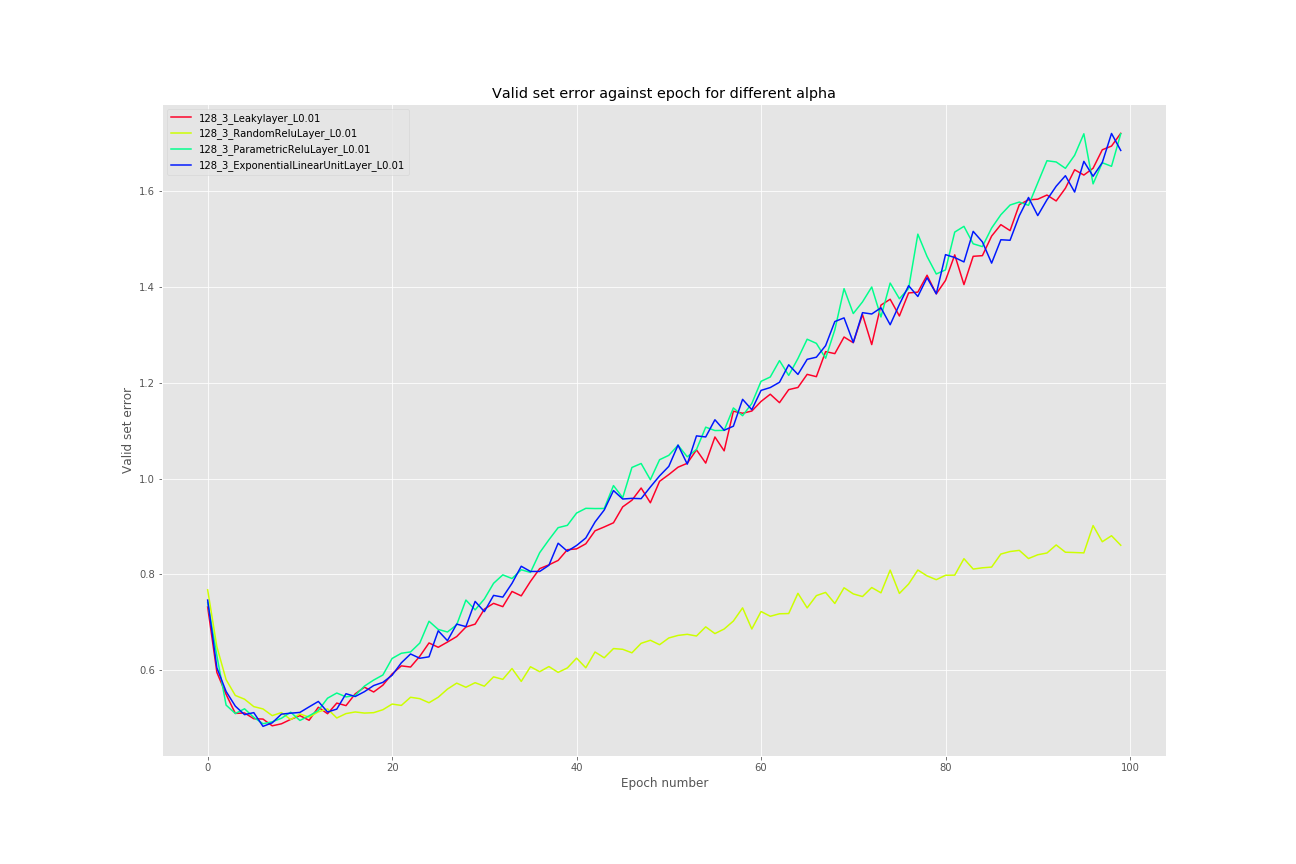 Valid set error against epoch for different alpha
128_3_Leakylayer_L0.01
128_3_RandomReluLayer_L0.01
128_3_ParametricReluLayer_L0.01
128_3_ExponentialLinearUnitLayer_L0.01
1.6
1.4
1.2
1.0
0.8
0.6
Valid set error
0 20 40 60 80 100
Epoch number